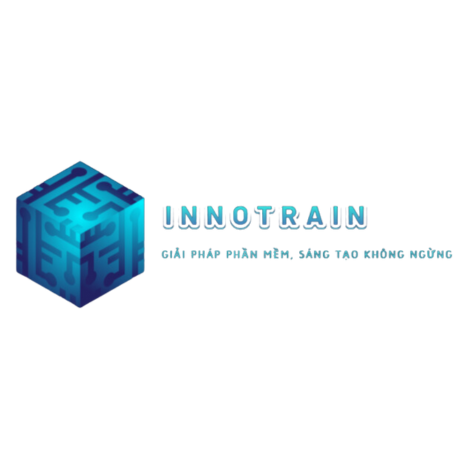 INNOTRAIN
GIẢI PHÁP PHẦN MỀM, SÁNG TẠO KHÔNG NGỪNG